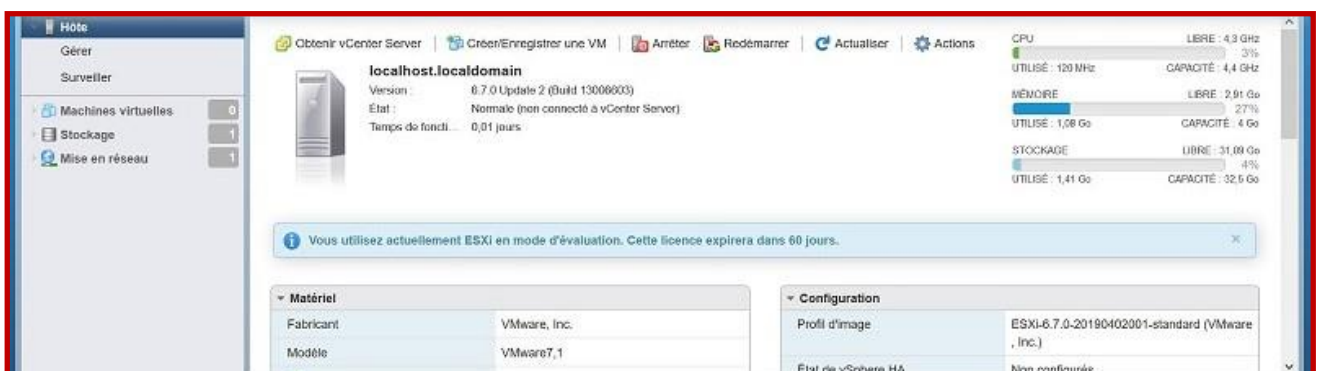 Hôte
Gérer
Surveiller
Machines virtuelles 0
Stockage 1
Mise en réseau 1
Obtenir vCenter Server | Créer/Enregistrer une VM | Arrêter Redémarrer | Actualiser | Actions
localhost.localdomain
Version : 6.7.0 Update 2 (Build 13006603)
État : Normale (non connecté à vCenter Server)
Temps de foncti... 0,01 jours
CPU LIBRE : 4,3 GHz
3%
UTILISÉ : 120 MHz CAPACITÉ : 4,4 GHz
MÉMOIRE LIBRE : 2,91 Go
27%
UTILISÉ : 1,08 Go CAPACITÉ : 4 Go
STOCKAGE LIBRE : 31,09 Go
4%
UTILISÉ : 1,41 Go CAPACITÉ : 32,5 Go
Vous utilisez actuellement ESXi en mode d'évaluation. Cette licence expirera dans 60 jours.
Matériel
Fabricant VMware, Inc.
Modèle VMware7,1
Configuration
Profil d'image ESXi-6.7.0-20190402001-standard (VMware
, Inc.)
État de vSphere HA Non configurés